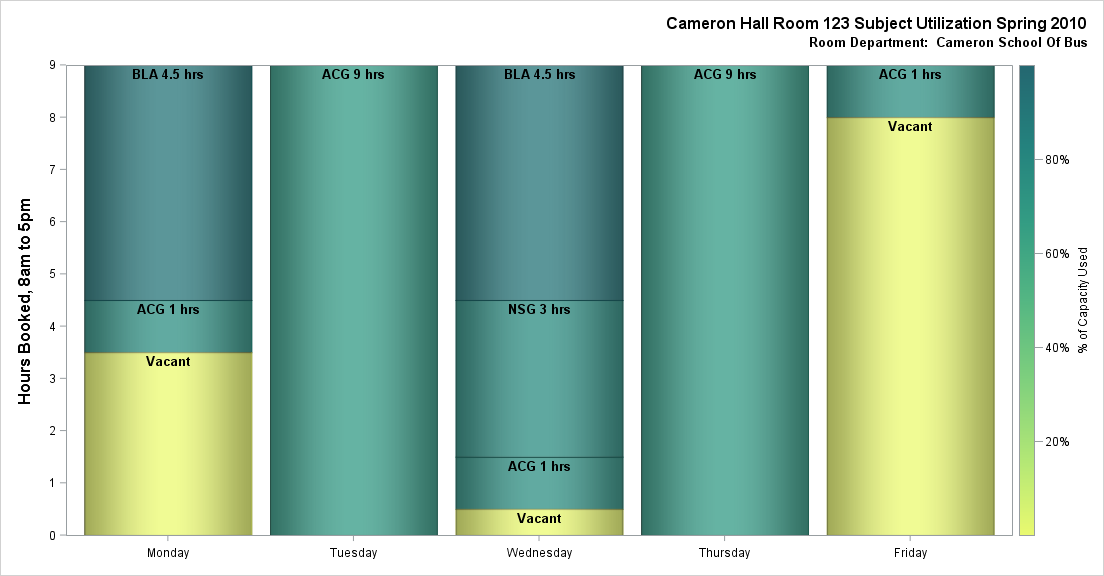 Cameron Hall Room 123 Subject Utilization Spring 2010
Room Department:  Cameron School Of Bus
Hours Booked, 8am to 5pm
9
8
7
6
5
4
3
2
1
0
BLA 4.5 hrs
ACG 1 hrs
Vacant
ACG 9 hrs
BLA 4.5 hrs
NSG 3 hrs
ACG 1 hrs
Vacant
ACG 9 hrs
ACG 1 hrs
Vacant
Monday
Tuesday
Wednesday
Thursday
Friday
80%
60%
40%
20%
% of Capacity Used